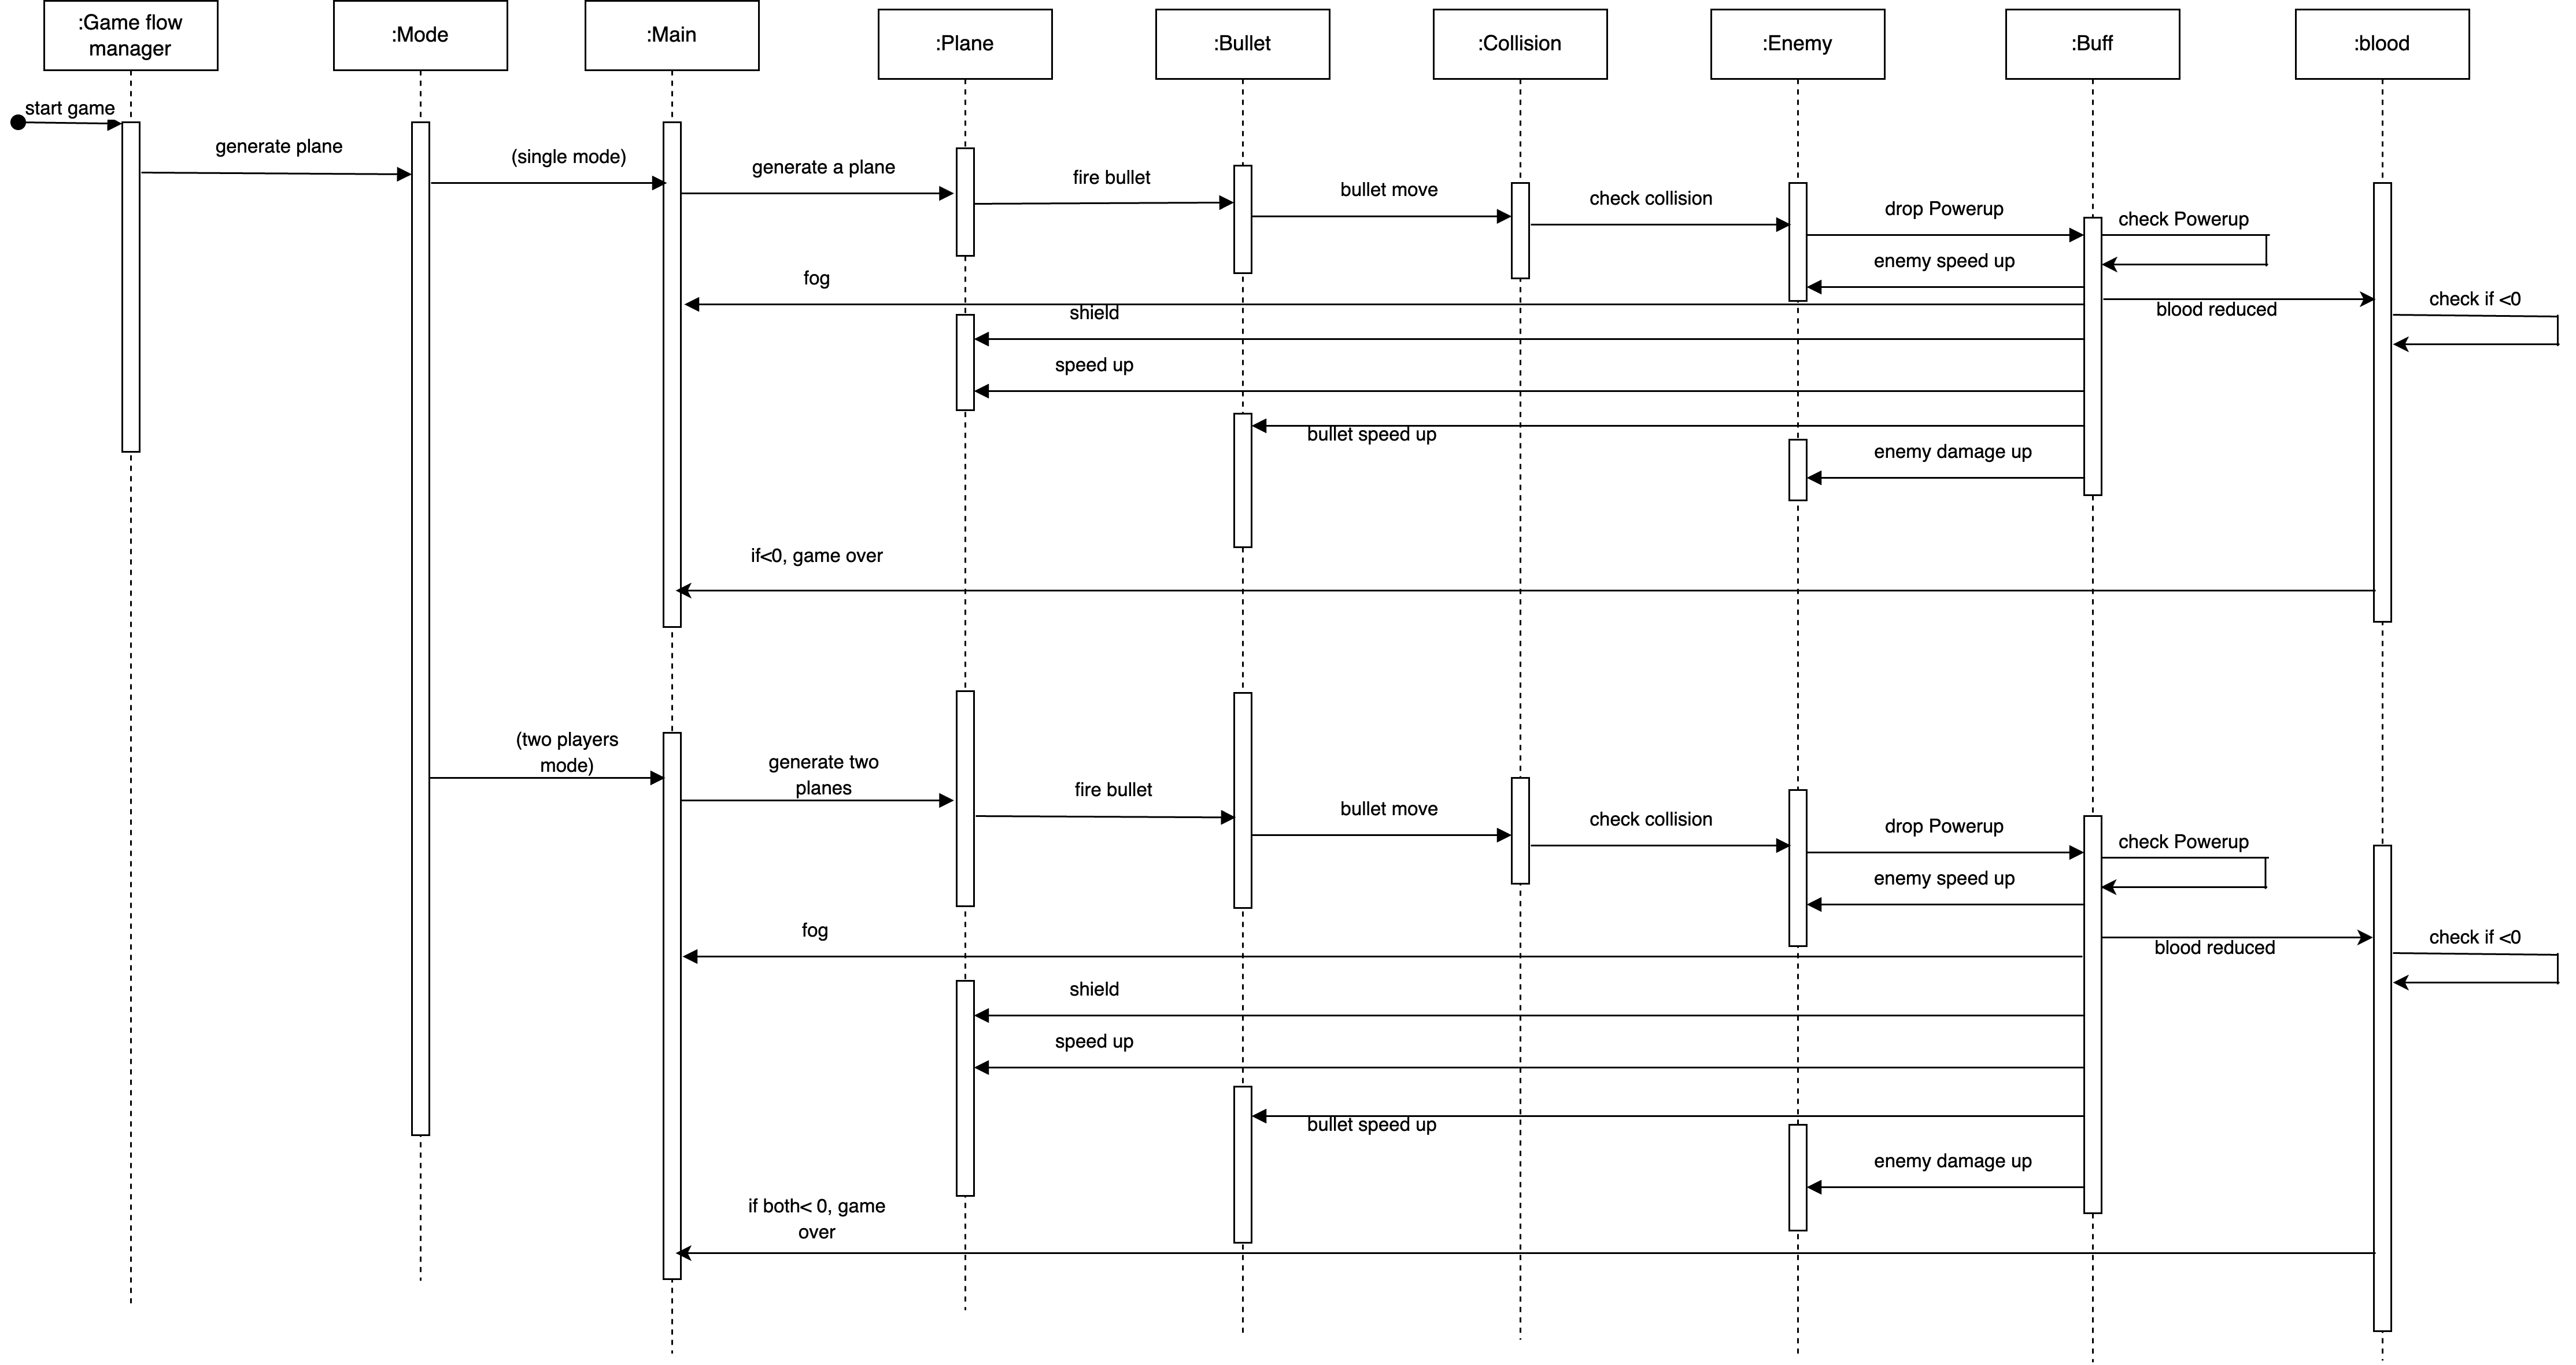 :Game flow
manager
:Mode
:Main
:Plane
:Bullet
:Collision
:Enemy
:Buff
:blood
start game
generate plane
(single mode)
generate a plane
fire bullet
bullet move
check collision
drop Powerup
check Powerup
enemy speed up
fog
blood reduced
check if <0
shield
speed up
bullet speed up
enemy damage up
if<0, game over
(two players
mode)
generate two
planes
fire bullet
bullet move
check collision
drop Powerup
check Powerup
enemy speed up
fog
blood reduced
check if <0
shield
speed up
bullet speed up
enemy damage up
if both< 0, game
over